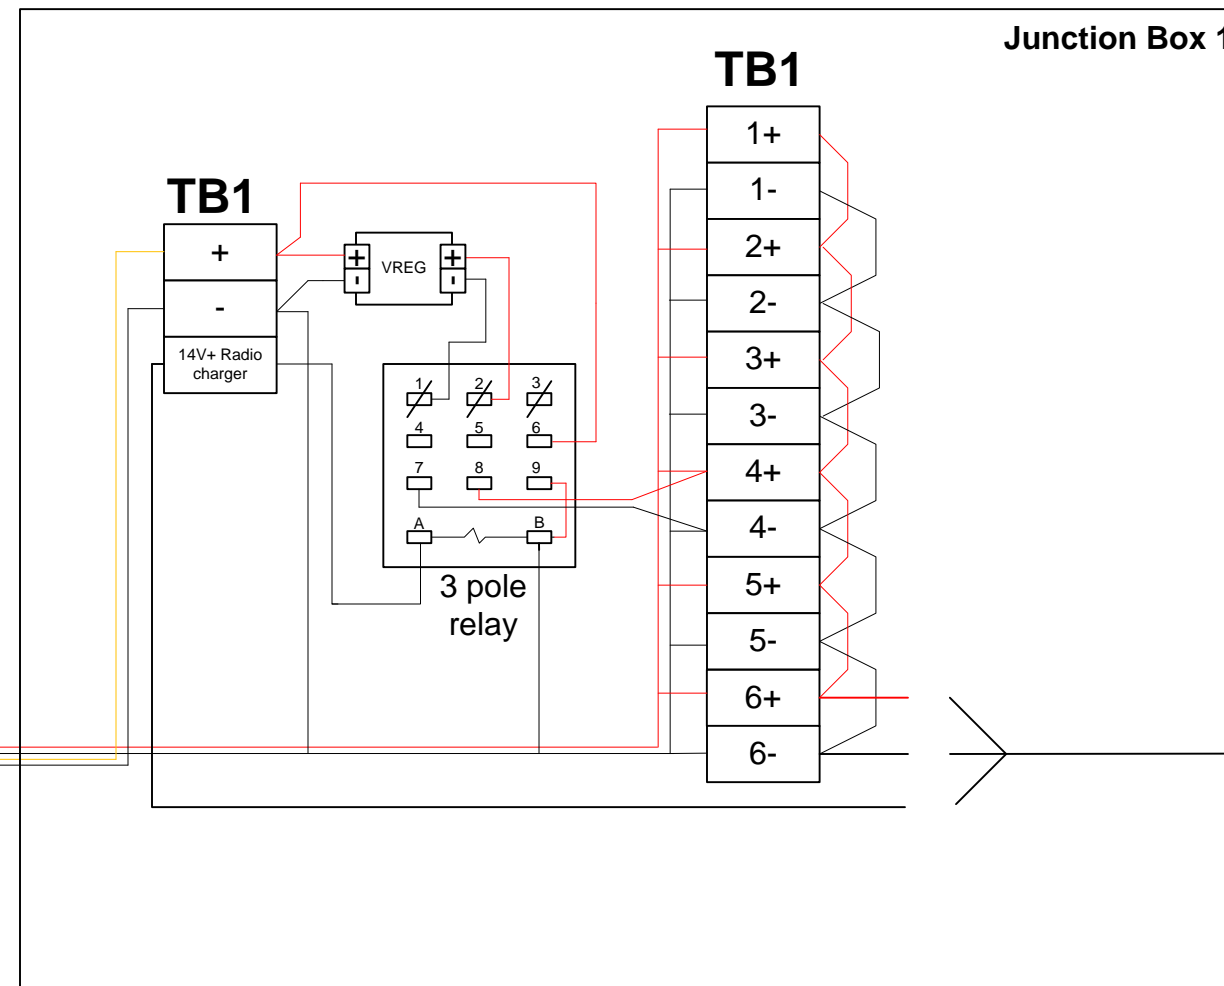 Junction Box 1
TB1
TB1
+
-
14V+ Radio
charger
+
-
VREG
+
-
1
2
3
4
5
6
7
8
9
A
B
3 pole
relay
1+
1-
2+
2-
3+
3-
4+
4-
5+
5-
6+
6-